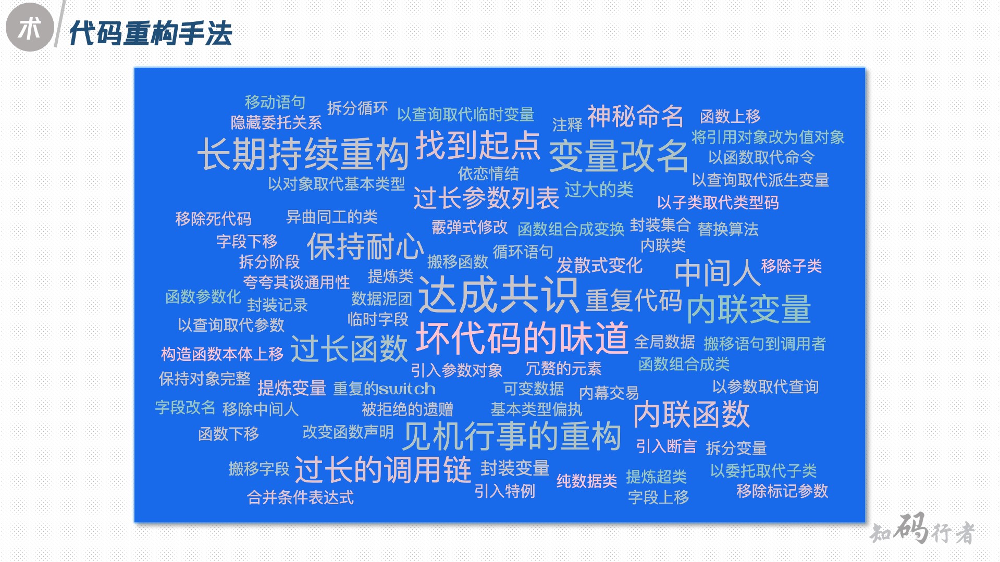 术
代码重构手法
移动语句
拆分循环
以查询取代临时变量
注释
神秘命名
函数上移
隐藏委托关系
长期持续重构
找到起点
变量改名
将引用对象改为值对象
以函数取代命令
依恋情结
以对象取代基本类型
过长参数列表
过大的类
以查询取代派生变量
以子类取代类型码
移除死代码
异曲同工的类
霰弹式修改
函数组合成变换
封装集合
替换算法
字段下移
保持耐心
循环语句
内联类
拆分阶段
搬移函数
发散式变化
中间人
移除子类
夸夸其谈通用性
提炼类
达成共识
重复代码
内联变量
函数参数化
封装记录
数据泥团
以查询取代参数
临时字段
坏代码的味道
全局数据
搬移语句到调用者
构造函数本体上移
过长函数
引入参数对象
冗赘的元素
函数组合成类
保持对象完整
提炼变量
重复的switch
可变数据
内幕交易
以参数取代查询
字段改名
移除中间人
被拒绝的遗赠
基本类型偏执
内联函数
函数下移
改变函数声明
见机行事的重构
引入断言
拆分变量
搬移字段
过长的调用链
封装变量
纯数据类
提炼超类
以委托取代子类
合并条件表达式
引入特例
字段上移
移除标记参数
知码行者